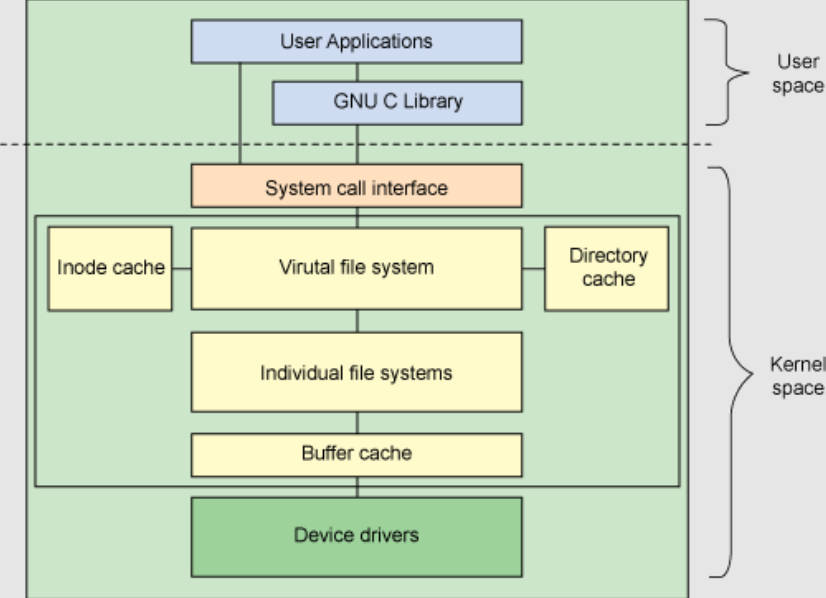 User Applications
User
space
GNU C Library
System call interface
Inode cache
Virutal file system
Directory
cache
Individual file systems
Kernel
space
Buffer cache
Device drivers